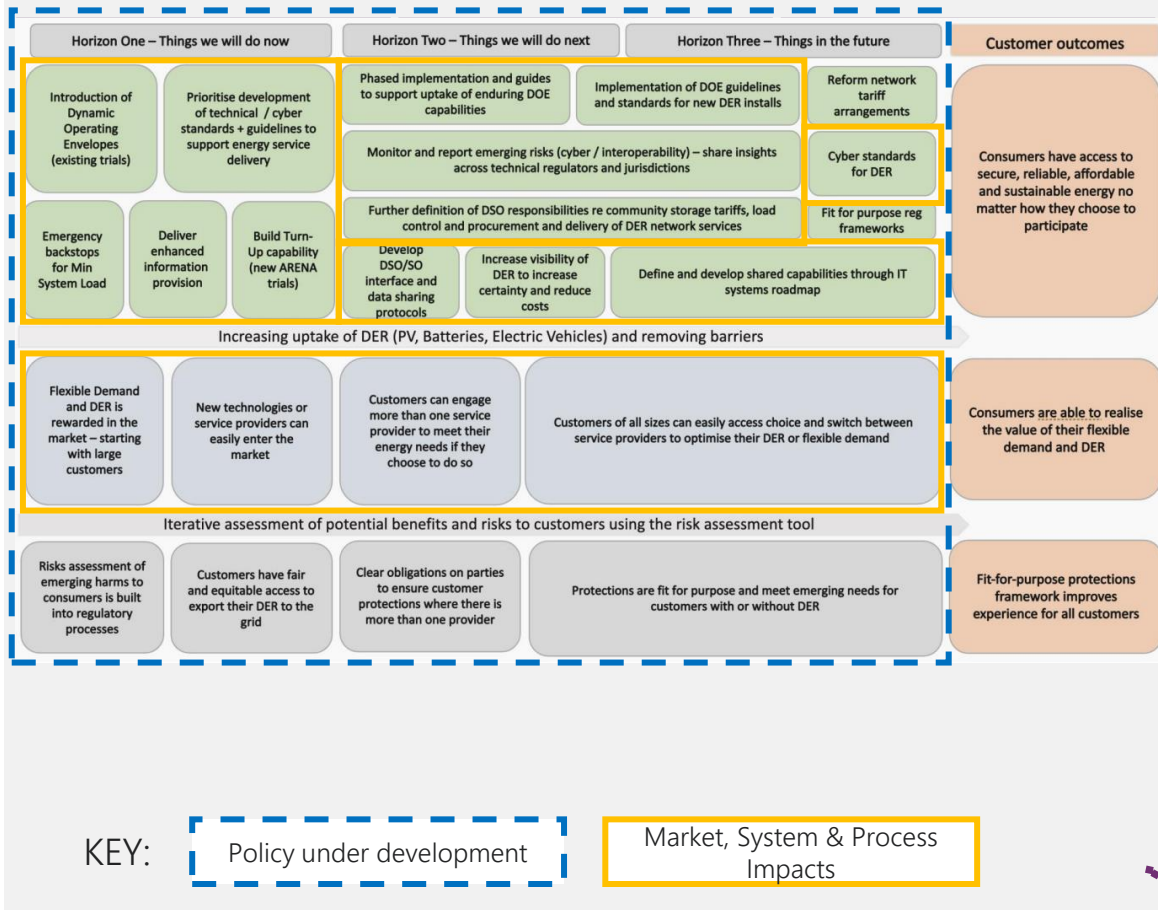 Horizon One – Things we will do now
Horizon Two – Things we will do next
Horizon Three – Things in the future
Customer outcomes
Introduction of
Dynamic
Operating
Envelopes
(existing trials)
Prioritise development
of technical / cyber
standards + guidelines to
support energy service
delivery
Phased implementation and guides
to support uptake of enduring DOE
capabilities
Implementation of DOE guidelines
and standards for new DER installs
Reform network
tariff
arrangements
Monitor and report emerging risks (cyber / interoperability) – share insights
across technical regulators and jurisdictions
Cyber standards
for DER
Further definition of DSO responsibilities re community storage tariffs, load
control and procurement and delivery of DER network services
Fit for purpose reg
frameworks
Emergency
backstops
for Min
System Load
Deliver
enhanced
information
provision
Build Turn-
Up capability
(new ARENA
trials)
Develop
DSO/SO
interface and
data sharing
protocols
Increase visibility of
DER to increase
certainty and reduce
costs
Define and develop shared capabilities through IT
systems roadmap
Consumers have access to
secure, reliable, affordable
and sustainable energy no
matter how they choose to
participate
Increasing uptake of DER (PV, Batteries, Electric Vehicles) and removing barriers
Flexible Demand
and DER is
rewarded in the
market – starting
with large
customers
New technologies or
service providers can
easily enter the
market
Customers can engage
more than one service
provider to meet their
energy needs if they
choose to do so
Customers of all sizes can easily access choice and switch between
service providers to optimise their DER or flexible demand
Consumers are able to realise
the value of their flexible
demand and DER
Iterative assessment of potential benefits and risks to customers using the risk assessment tool
Risks assessment of
emerging harms to
consumers is built
into regulatory
processes
Customers have fair
and equitable access to
export their DER to the
grid
Clear obligations on parties
to ensure customer
protections where there is
more than one provider
Protections are fit for purpose and meet emerging needs for
customers with or without DER
Fit-for-purpose protections
framework improves
experience for all customers
KEY:
Policy under development
Market, System & Process
Impacts